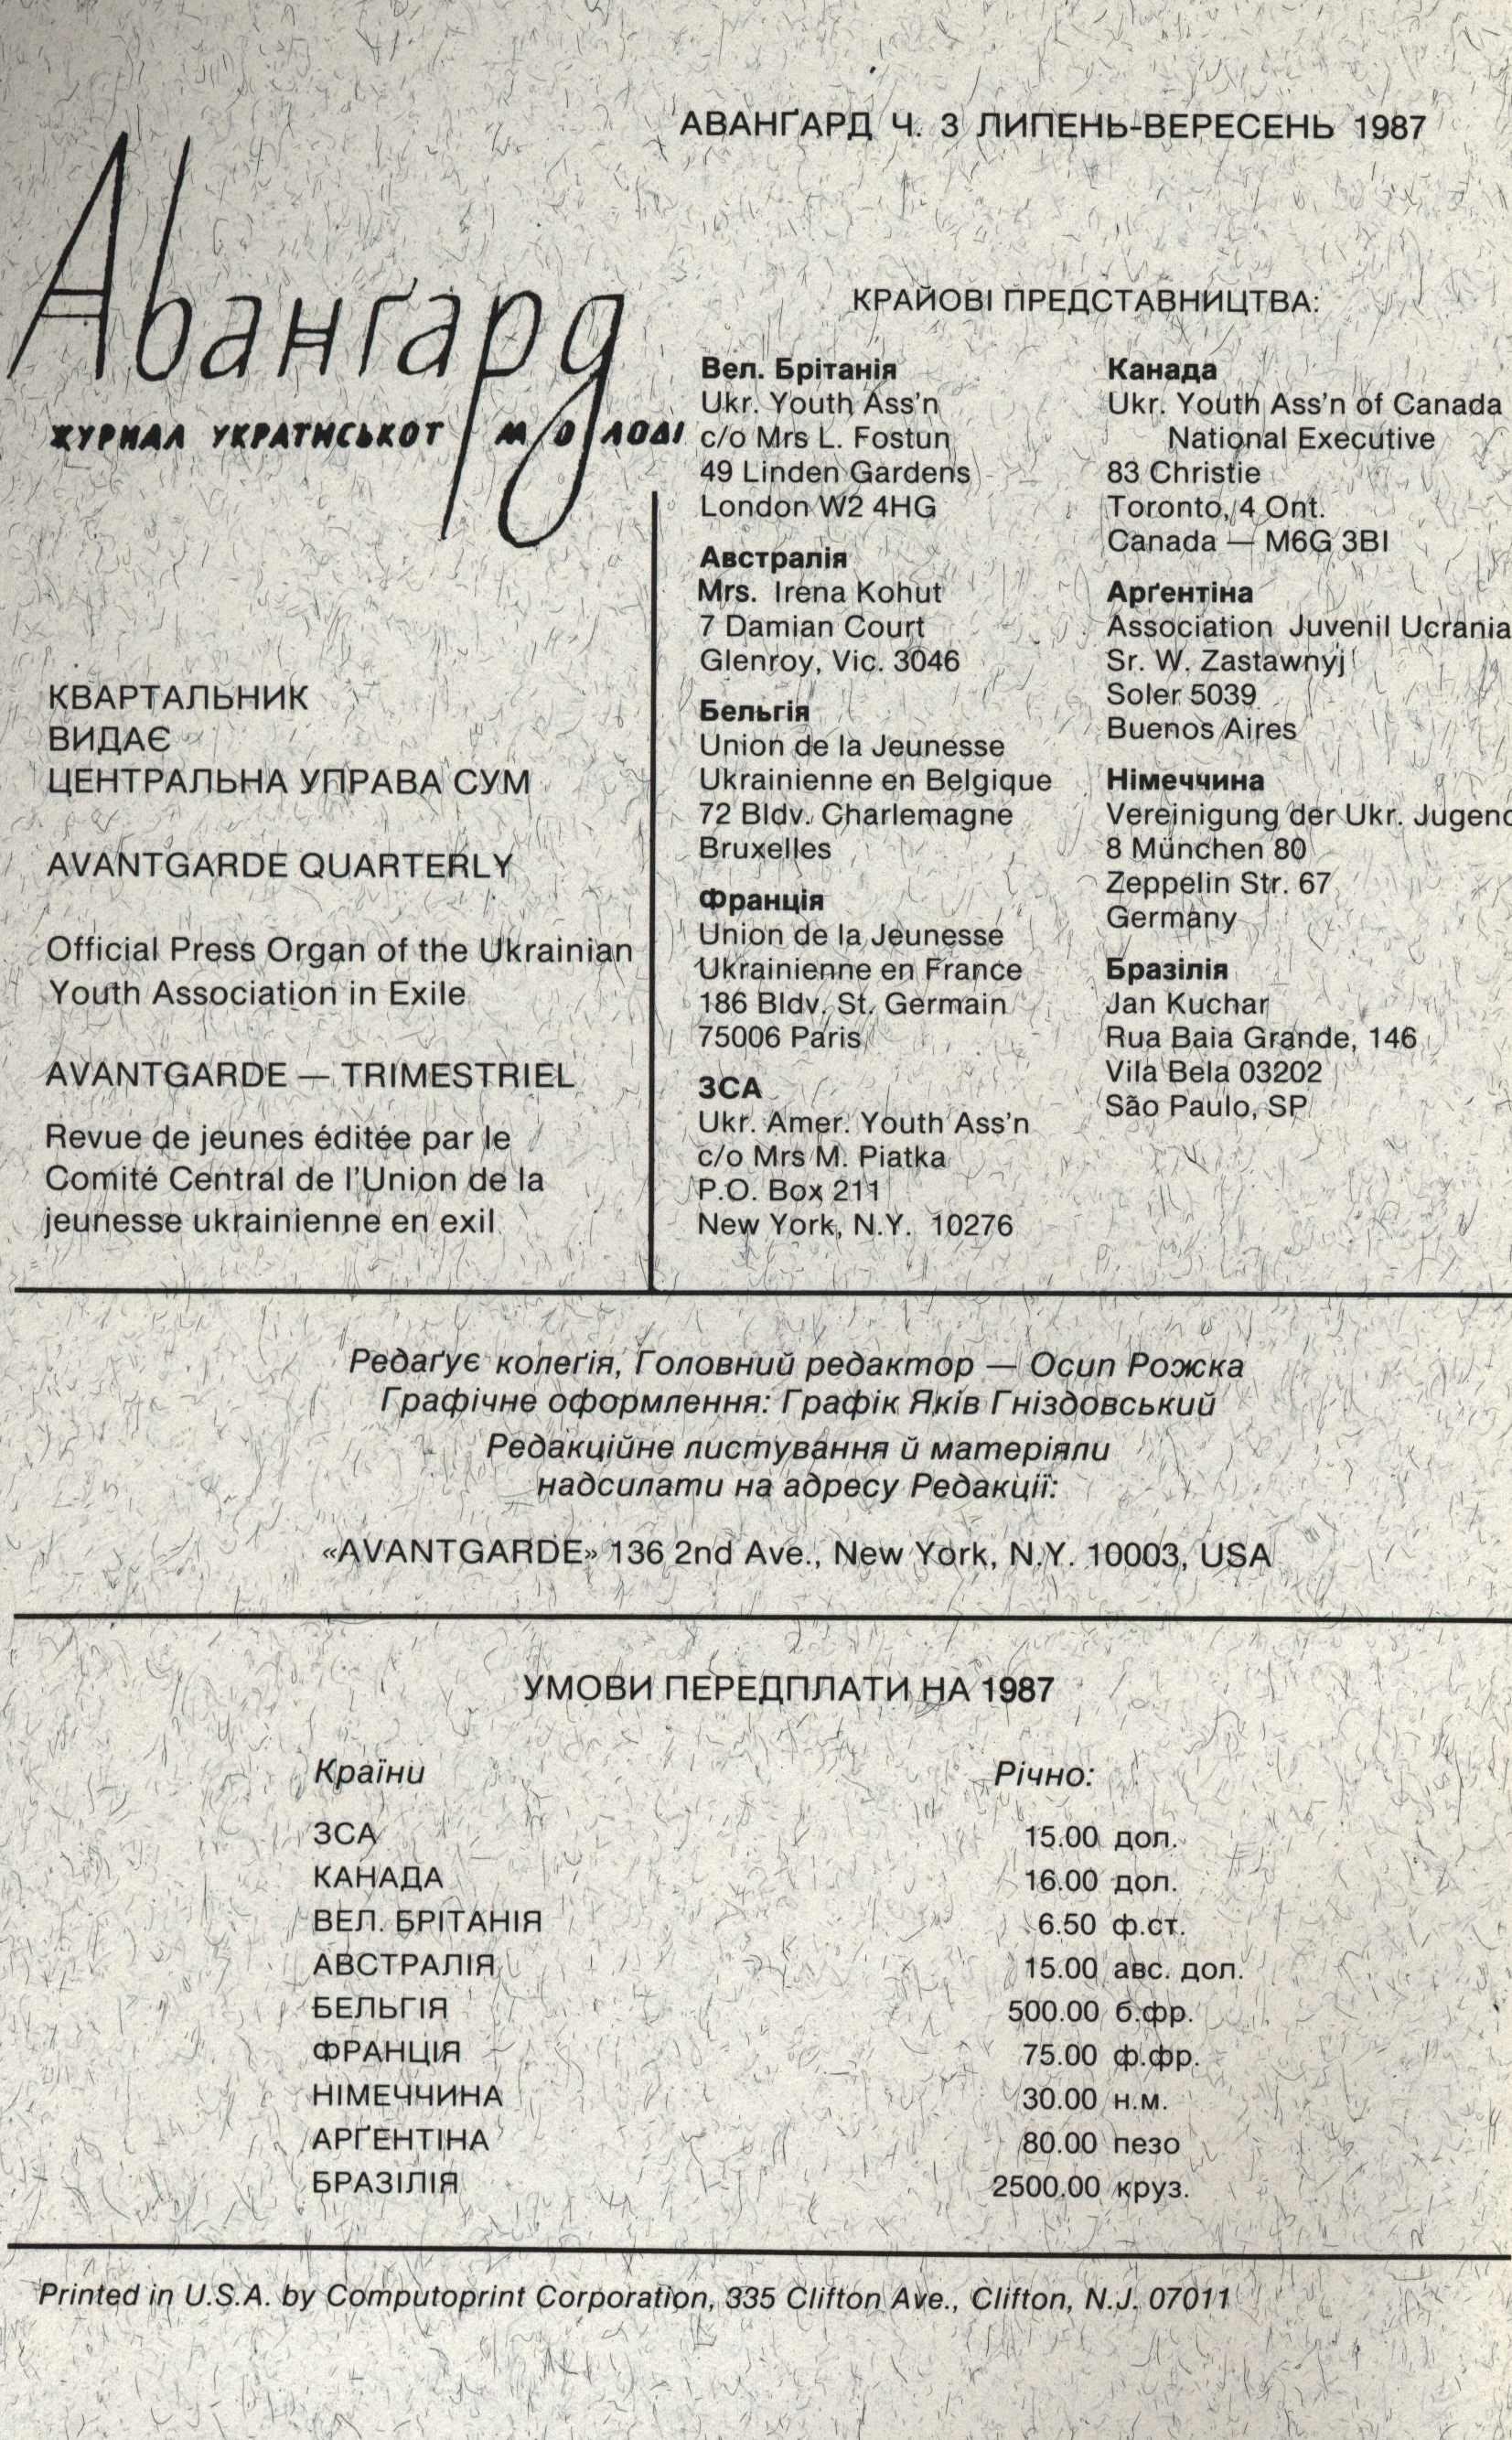 АВАНҐАРД Ч. 3 ЛИПЕНЬ-ВЕРЕСЕНЬ 1987
Авангард
ЖУРНАЛ УКРАТНСЬКОТ МОЛОДІ
КВАРТАЛЬНИК
ВИДАЄ
ЦЕНТРАЛЬНА УПРАВА СУМ
AVANTGARDE QUARTERLY
Official Press Organ of the Ukrainian
Youth Association in Exile
AVANTGARDE — TRIMESTRIEL
Revue de jeunes éditée par le
Comité Central de l'Union de la
jeunesse ukrainienne en exil
КРАЙОВІ ПРЕДСТАВНИЦТВА:
Вел. Брітанія
Ukr. Youth Ass'n
c/o Mrs L. Fostun
49 Linden Gardens
London W2 4HG
Австралія
Mrs. Irena Kohut
7 Damian Court
Glenroy, Vic. 3046
Бельгія
Union de la Jeunesse
Ukrainienne en Belgique
72 Bldv. Charlemagne
Bruxelles
Франція
Union de la Jeunesse
Ukrainienne en France
186 Bldv. St. Germain
75006 Paris
ЗСА
Ukr. Amer. Youth Ass'n
c/o Mrs M. Piatka
P.O. Box 211
New York, N.Y. 10276
Канада
Ukr. Youth Ass'n of Canada
National Executive
83 Christie
Toronto, 4 Ont.
Canada — M6G 3BI
Арґентіна
Association Juvenil Ucrania
Sr. W. Zastawnyj
Soler 5039
Buenos Aires
Німеччина
Vereinigung der Ukr. Jugend
8 München 80
Zeppelin Str. 67
Germany
Бразілія
Jan Kuchar
Rua Baia Grande, 146
Vila Bela 03202
São Paulo, SP
Редаґує колеґія, Головний редактор — Осип Рожка
Графічне оформлення: Графік Яків Гніздовський
Редакційне листування й матеріяли
надсилати на адресу Редакції:
«AVANTGARDE» 136 2nd Ave., New York, N.Y. 10003, USA
УМОВИ ПЕРЕДПЛАТИ НА 1987
Країни Річно:
ЗСА 15.00 дол.
КАНАДА 16.00 дол.
ВЕЛ. БРІТАНІЯ 6.50 ф.ст.
АВСТРАЛІЯ 15.00 авс. дол.
БЕЛЬГІЯ 500.00 б.фр.
ФРАНЦІЯ 75.00 ф.фр.
НІМЕЧЧИНА 30.00 н.м.
АРҐЕНТІНА 80.00 пезо
БРАЗІЛІЯ 2500.00 круз.
Printed in U.S.A. by Computoprint Corporation, 335 Clifton Ave., Clifton, N.J. 07011